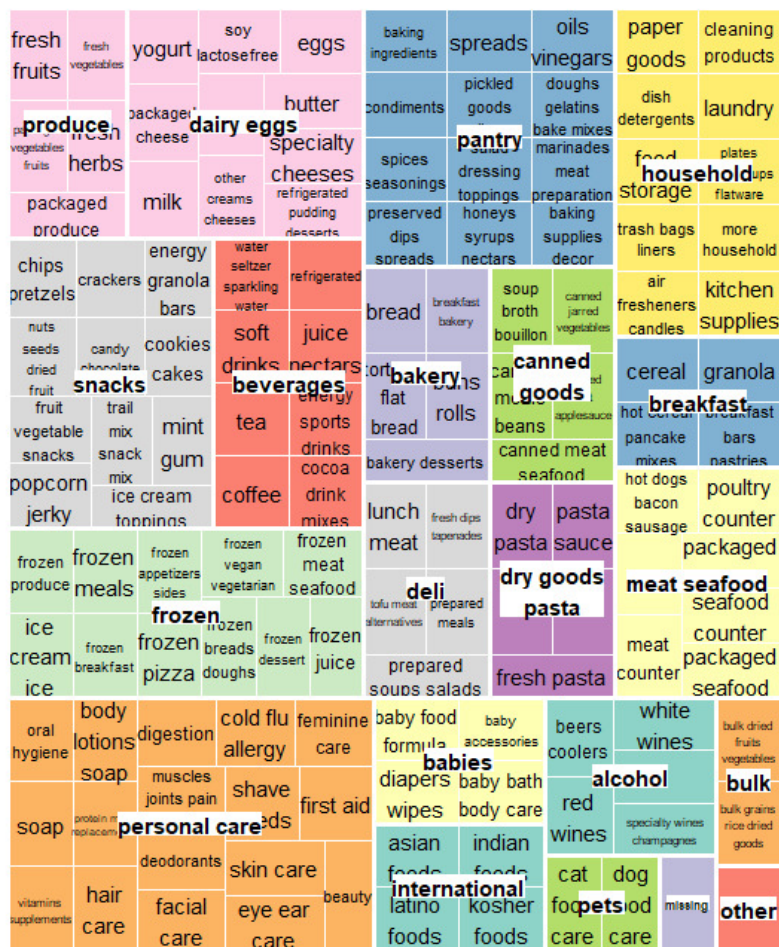 fresh
fruits
fresh
vegetables
produce
vegetables
fruits
herbs
packaged
produce
yogurt
soy
lactosefree
eggs
packaged
cheese
butter
dairy eggs
specialty
cheeses
milk
other
creams
cheeses
refrigerated
pudding
desserts
baking
ingredients
spreads
oils
vinegars
condiments
pickled
goods
doughs
gelatins
bake mixes
pantry
spices
seasonings
dressing
toppings
marinades
meat
preparation
preserved
dips
spreads
honeys
syrups
nectars
baking
supplies
decor
paper
goods
cleaning
products
dish
detergents
laundry
food
storage
plates
flatware
household
trash bags
liners
more
household
air
fresheners
candles
kitchen
supplies
chips
pretzels
crackers
energy
granola
bars
nuts
seeds
dried
fruit
candy
chocolate
cookies
cakes
snacks
fruit
vegetable
snacks
trail
mix
snack
mix
mint
gum
popcorn
jerky
ice cream
toppings
water
seltzer
sparkling
water
refrigerated
soft
drinks
juice
nectars
beverages
tea
energy
sports
drinks
coffee
cocoa
drink
mixes
bread
breakfast
bakery
bakery
flat
bread
buns
rolls
bakery desserts
soup
broth
bouillon
canned
jarred
vegetables
canned
goods
beans
applesauce
canned meat
seafood
cereal
granola
breakfast
hot cereal
pancake
mixes
breakfast
bars
pastries
lunch
meat
fresh dips
tapenades
deli
tofu meat
alternatives
prepared
meals
prepared
soups salads
dry
pasta
pasta
sauce
dry goods
pasta
fresh pasta
hot dogs
bacon
sausage
poultry
counter
packaged
meat seafood
seafood
counter
meat
counter
packaged
seafood
frozen
produce
frozen
meals
frozen
appetizers
sides
frozen
vegan
vegetarian
frozen
meat
seafood
frozen
ice
cream
ice
frozen
breakfast
frozen
pizza
frozen
breads
doughs
frozen
dessert
frozen
juice
oral
hygiene
body
lotions
soap
digestion
cold flu
allergy
feminine
care
soap
muscles
joints pain
shave
first aid
personal care
deodorants
skin care
vitamins
supplements
hair
care
facial
care
eye ear
care
beauty
baby food
formula
baby
accessories
babies
diapers
wipes
baby bath
body care
asian
foods
indian
foods
international
latino
foods
kosher
foods
beers
coolers
white
wines
alcohol
red
wines
specialty wines
champagnes
bulk dried
fruits
vegetables
bulk
bulk grains
rice dried
goods
cat
food
care
dog
food
care
pets
missing
other